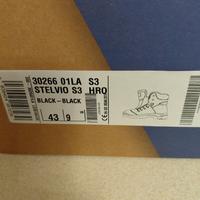 30266 01LA S3
STELVIO S3 HRO
BLACK-BLACK
43 9